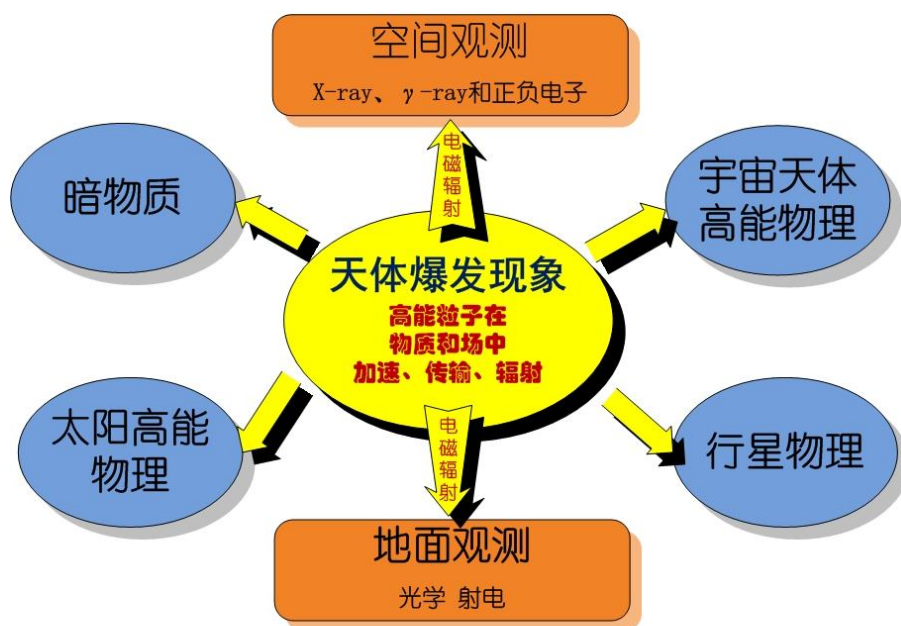 空间观测
X-ray、γ-ray和正负电子
电磁辐射
暗物质
宇宙天体
高能物理
天体爆发现象
高能粒子在
物质和场中
加速、传输、辐射
太阳高能
物理
行星物理
电磁辐射
地面观测
光学 射电